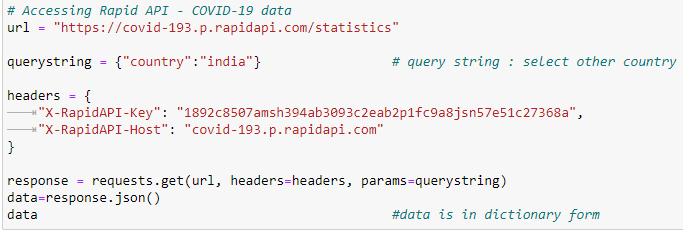 # Accessing Rapid API - COVID-19 data
url = "https://covid-193.p.rapidapi.com/statistics"
querystring = {"country":"india"} # query string : select other country
headers = {
"X-RapidAPI-Key": "1892c8507amsh394ab3093c2eab2p1fc9a8jsn57e51c27368a",
"X-RapidAPI-Host": "covid-193.p.rapidapi.com"
}
response = requests.get(url, headers=headers, params=querystring)
data=response.json()
data #data is in dictionary form